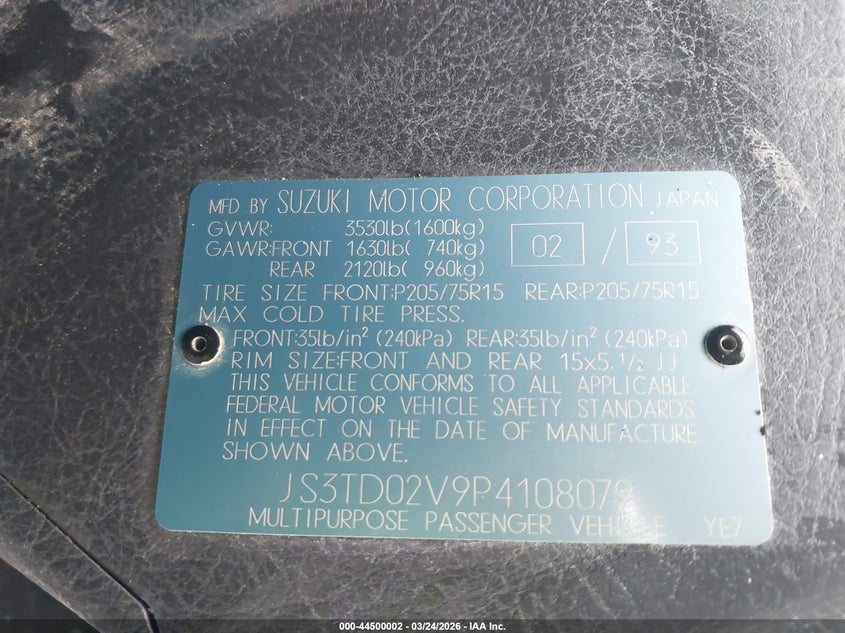 MFD. BY SUZUKI MOTOR CORPORATION JAPAN
GVWR: 3530lb(1600kg)
GAWR:FRONT 1630lb( 740kg) 02 / 93
REAR 2120lb( 960kg)
TIRE SIZE FRONT:P205/75R15 REAR:P205/75R15
MAX COLD TIRE PRESS.
FRONT:35lb/in² (240kPa) REAR:35lb/in² (240kPa)
RIM SIZE:FRONT AND REAR 15x5.1/2 JJ
THIS VEHICLE CONFORMS TO ALL APPLICABLE
FEDERAL MOTOR VEHICLE SAFETY STANDARDS
IN EFFECT ON THE DATE OF MANUFACTURE
SHOWN ABOVE.
JS3TD02V9P4108079
MULTIPURPOSE PASSENGER VEHICLE YE7
000-44500002 - 03/24/2026 - IAA Inc.